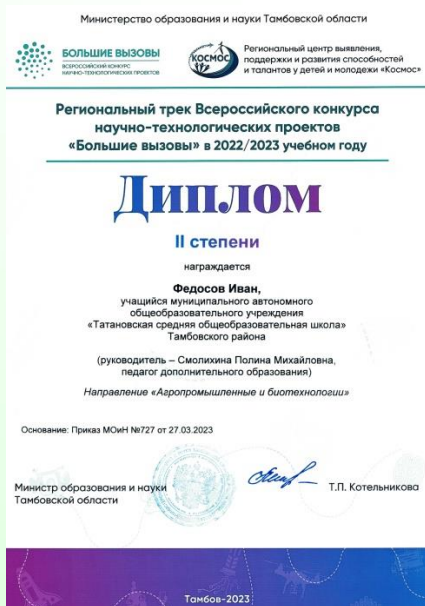 Министерство образования и науки Тамбовской области
БОЛЬШИЕ ВЫЗОВЫ
ВСЕРОССИЙСКИЙ КОНКУРС
НАУЧНО-ТЕХНОЛОГИЧЕСКИХ ПРОЕКТОВ
КОСМОС
Региональный центр выявления,
поддержки и развития способностей
и талантов у детей и молодежи «Космос»
Региональный трек Всероссийского конкурса
научно-технологических проектов
«Большие вызовы» в 2022/2023 учебном году
Диплом
II степени
награждается
Федосов Иван,
учащийся муниципального автономного
общеобразовательного учреждения
«Татановская средняя общеобразовательная школа»
Тамбовского района
(руководитель – Смолихина Полина Михайловна,
педагог дополнительного образования)
Направление «Агропромышленные и биотехнологии»
Основание: Приказ МОиН №727 от 27.03.2023
Министр образования и науки
Тамбовской области
Т.П. Котельникова
Тамбов-2023